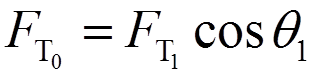 F_{T_0} = F_{T_1} cos θ_1